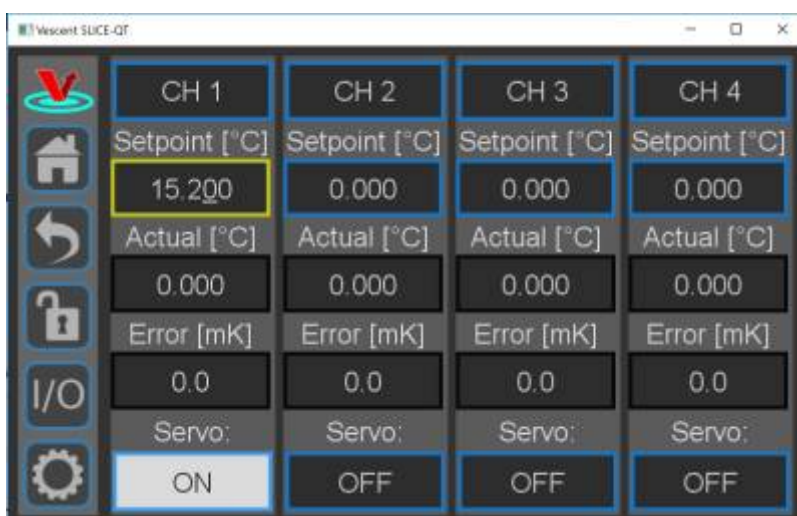 Vescent SLICE-QT
CH 1 CH 2 CH 3 CH 4
Setpoint [°C] Setpoint [°C] Setpoint [°C] Setpoint [°C]
15.200 0.000 0.000 0.000
Actual [°C] Actual [°C] Actual [°C] Actual [°C]
0.000 0.000 0.000 0.000
Error [mK] Error [mK] Error [mK] Error [mK]
I/O 0.0 0.0 0.0 0.0
Servo: Servo: Servo: Servo:
ON OFF OFF OFF